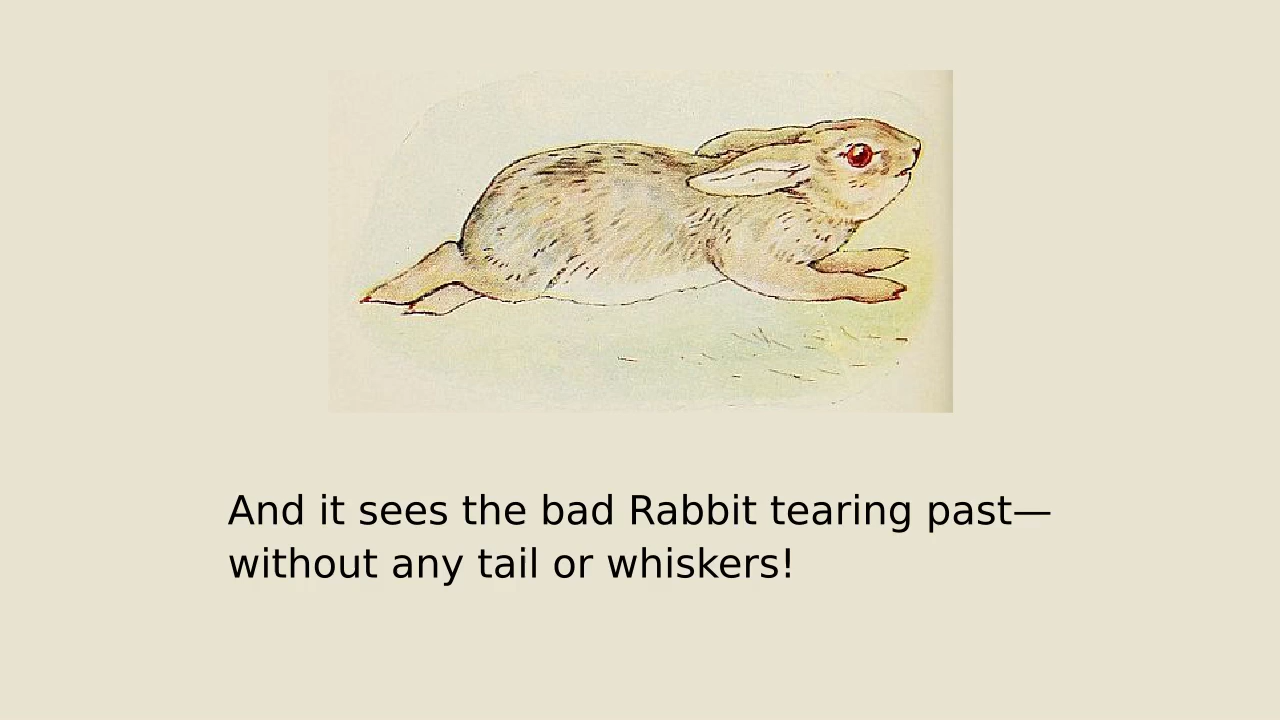 And it sees the bad Rabbit tearing past—
without any tail or whiskers!